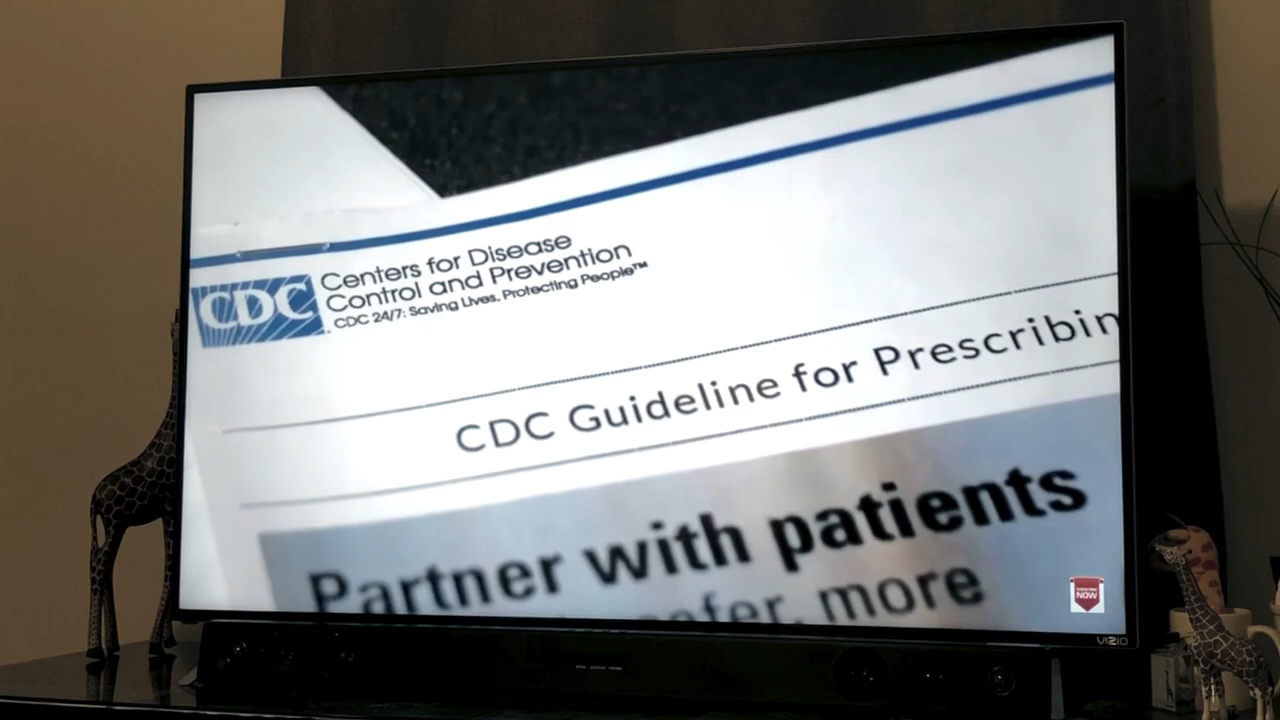 CDC
Centers for Disease
Control and Prevention
CDC 24/7: Saving Lives. Protecting People™
CDC Guideline for Prescribin
Partner with patients
safer, more
SUBSCRIBE
NOW
VIZIO